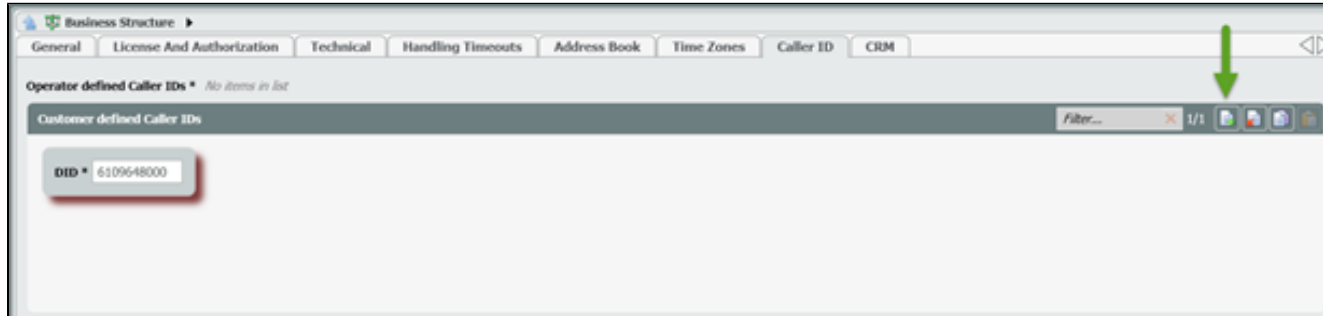 Business Structure
General License And Authorization Technical Handling Timeouts Address Book Time Zones Caller ID CRM
Operator defined Caller IDs * No items in list
Customer defined Caller IDs Filter... 1/1
DID * 6109648000